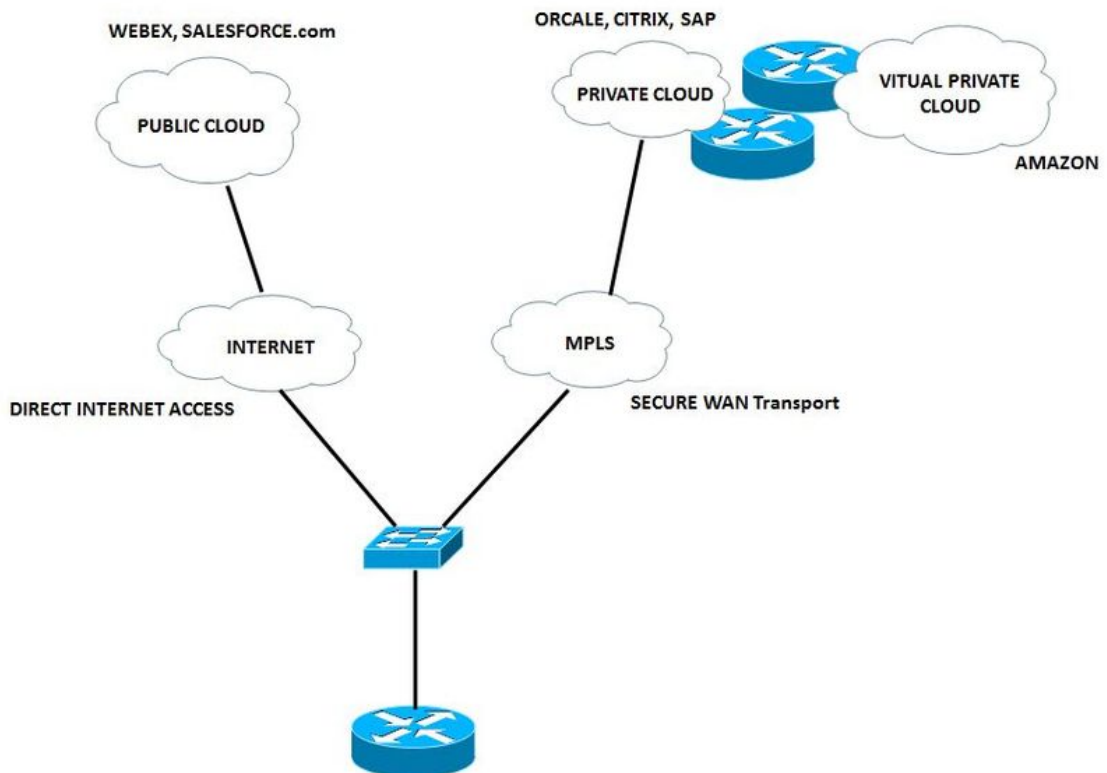 WEBEX, SALESFORCE.com
ORCALE, CITRIX, SAP
PUBLIC CLOUD
PRIVATE CLOUD
VITUAL PRIVATE
CLOUD
AMAZON
INTERNET
MPLS
DIRECT INTERNET ACCESS
SECURE WAN Transport